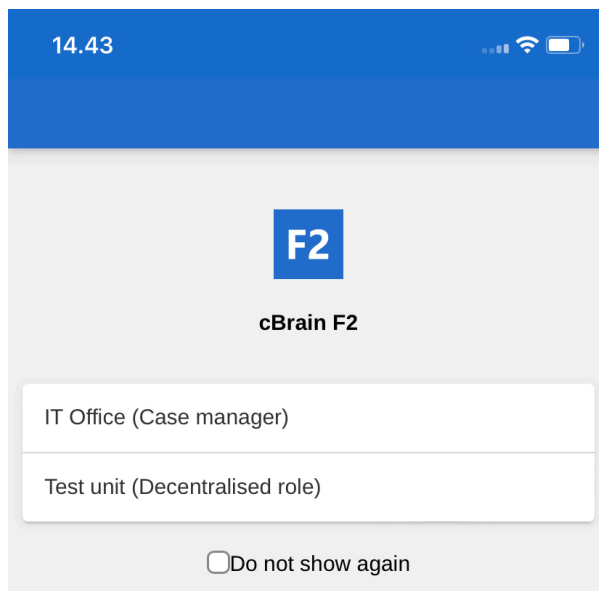 14.43
F2
cBrain F2
IT Office (Case manager)
Test unit (Decentralised role)
Do not show again